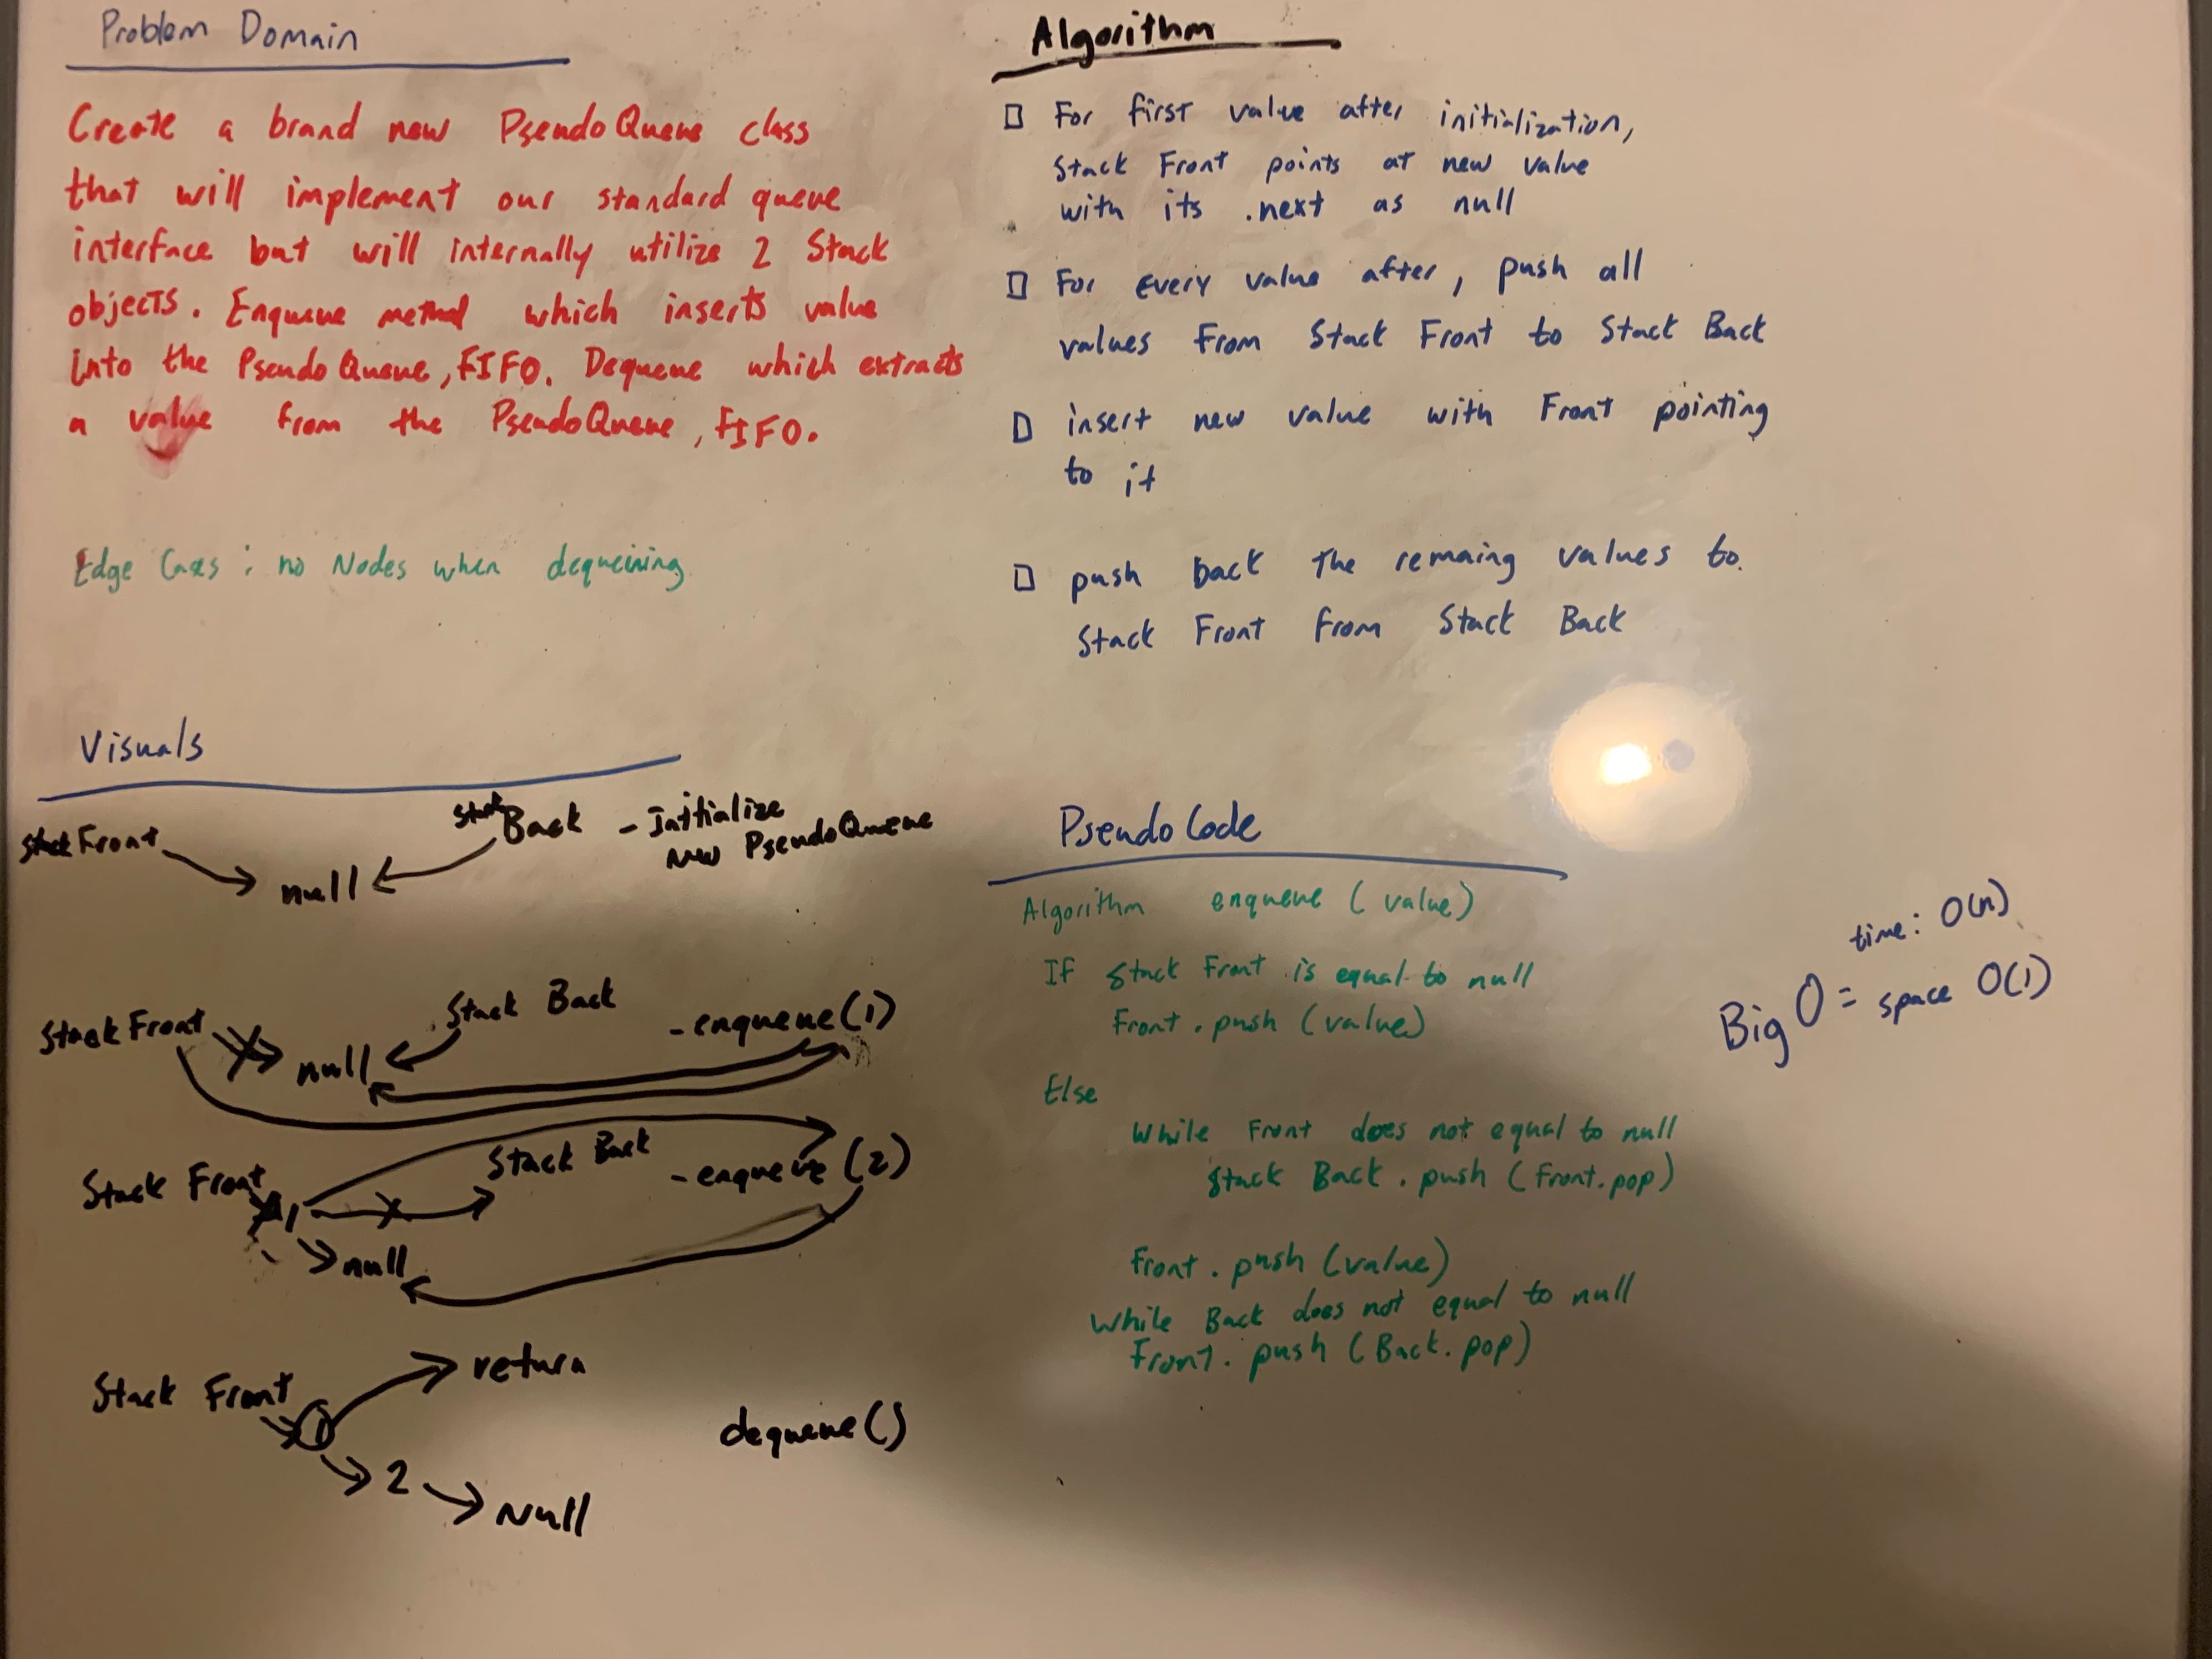 Problem Domain
Create a brand new PseudoQueue class
that will implement our standard queue
interface but will internally utilize 2 Stack
objects. Enqueue method which inserts value
into the PseudoQueue, FIFO. Dequeue which extracts
a value from the PseudoQueue, FIFO.
Edge Cases : no Nodes when dequeuing
Visuals
Stack Front
Stack Back
- Initialize
new PseudoQueue
null
Stack Front
Stack Back
- enqueue(1)
null
Stack Front
Stack Back
- enqueue(2)
1
null
Stack Front
return
1
dequeue()
2
Null
Algorithm
For first value after initialization,
Stack Front points at new value
with its .next as null
For every value after, push all
values from Stack Front to Stack Back
insert new value with Front pointing
to it
push back the remaing values to
Stack Front from Stack Back
Pseudo Code
Algorithm enqueue (value)
If Stack Front is equal to null
Front.push (value)
Else
While Front does not equal to null
Stack Back.push (Front.pop)
Front.push (value)
While Back does not equal to null
Front.push (Back.pop)
time: O(n)
Big O = space O(1)